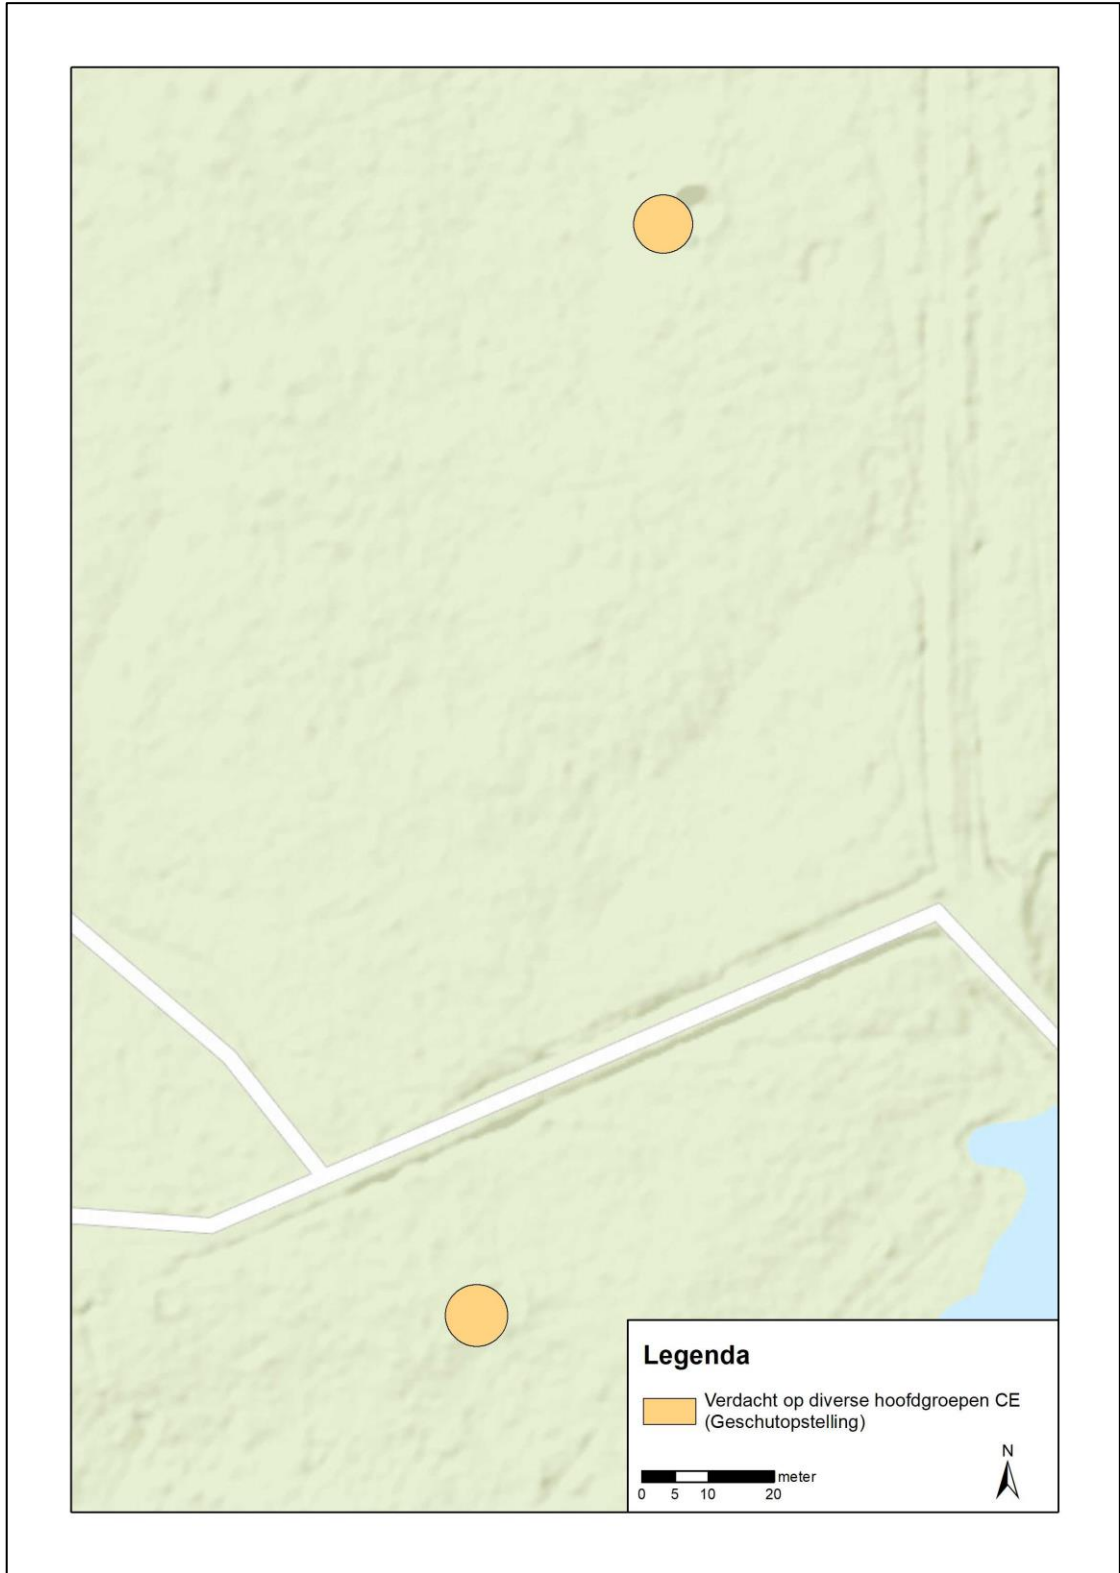 Legenda
Verdacht op diverse hoofdgroepen CE
(Geschutopstelling)
N
meter
0 5 10 20